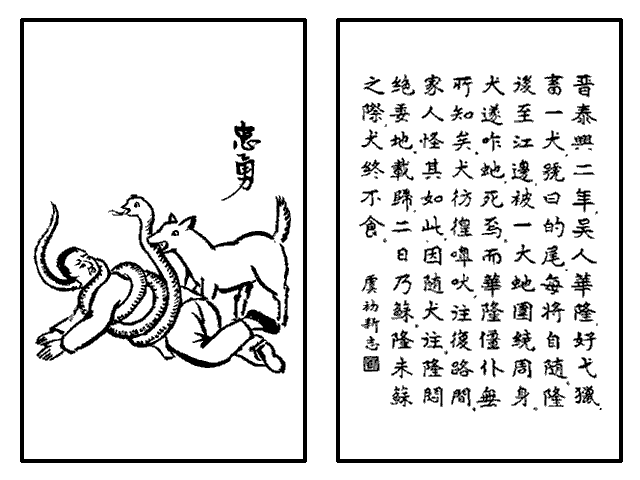 忠勇
晋泰興二年。吳人華隆。好弋獵。
畜一犬。號曰的尾。每將自隨。隆
後至江邊。被一大虵圍繞周身。
犬遂咋虵死焉。而華隆僵仆無
所知矣。犬彷徨嘷吠。往復路間。
家人怪其如此。因隨犬往。隆悶
絶委地。載歸。二日乃蘇。隆未蘇
之際。犬終不食。
虞初新志